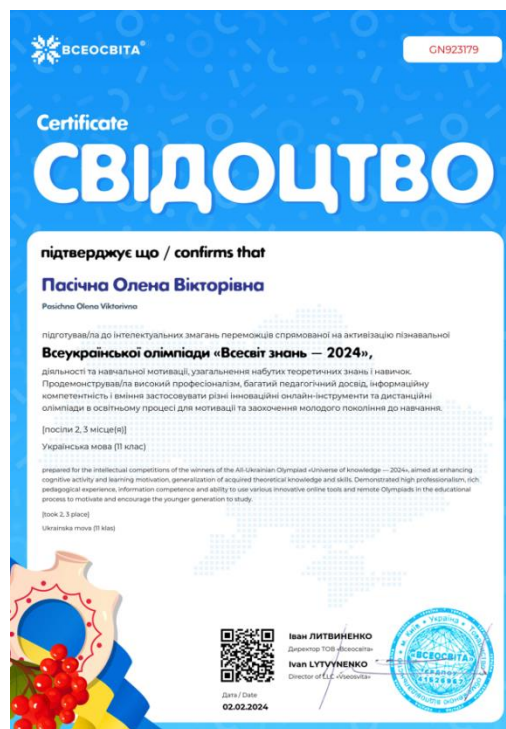 ВСЕОСВІТА®
GN923179
Certificate
СВІДОЦТВО
підтверджує що / confirms that
Пасічна Олена Вікторівна
Pasichna Olena Viktorivna
підготував/ла до інтелектуальних змагань переможців спрямованої на активізацію пізнавальної
Всеукраїнської олімпіади «Всесвіт знань — 2024»,
діяльності та навчальної мотивації, узагальнення набутих теоретичних знань і навичок.
Продемонстрував/ла високий професіоналізм, багатий педагогічний досвід, інформаційну
компетентність і вміння застосовувати різні інноваційні онлайн-інструменти та дистанційні
олімпіади в освітньому процесі для мотивації та заохочення молодого покоління до навчання.
[посіли 2, 3 місце(я)]
Українська мова (11 клас)
prepared for the intellectual competitions of the winners of the All-Ukrainian Olympiad «Universe of knowledge — 2024», aimed at enhancing
cognitive activity and learning motivation, generalization of acquired theoretical knowledge and skills. Demonstrated high professionalism, rich
pedagogical experience, information competence and ability to use various innovative online tools and remote Olympiads in the educational
process to motivate and encourage the younger generation to study.
[took 2, 3 place]
Ukrainska mova (11 klas)
Іван ЛИТВИНЕНКО
Директор ТОВ «Всеосвіта»
Ivan LYTVYNENKO
Director of LLC «Vseosvita»
Дата / Date
02.02.2024
Україна
м. Київ
«ВСЕОСВІТА»